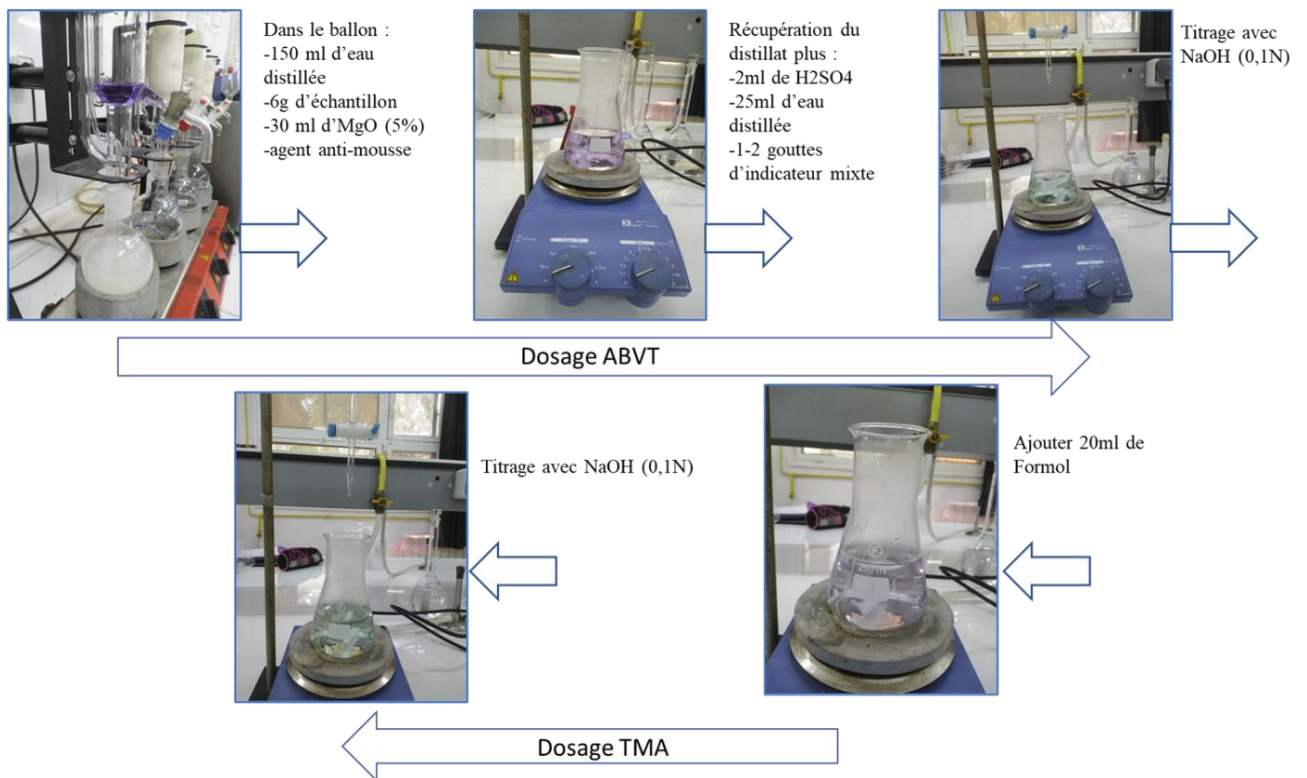 Dans le ballon :
-150 ml d'eau
distillée
-6g d'échantillon
-30 ml d'MgO (5%)
-agent anti-mousse
Récupération du
distillat plus :
-2ml de H2SO4
-25ml d'eau
distillée
-1-2 gouttes
d'indicateur mixte
Titrage avec
NaOH (0,1N)
Dosage ABVT
Titrage avec NaOH (0,1N)
250 ml
Ajouter 20ml de
Formol
Dosage TMA